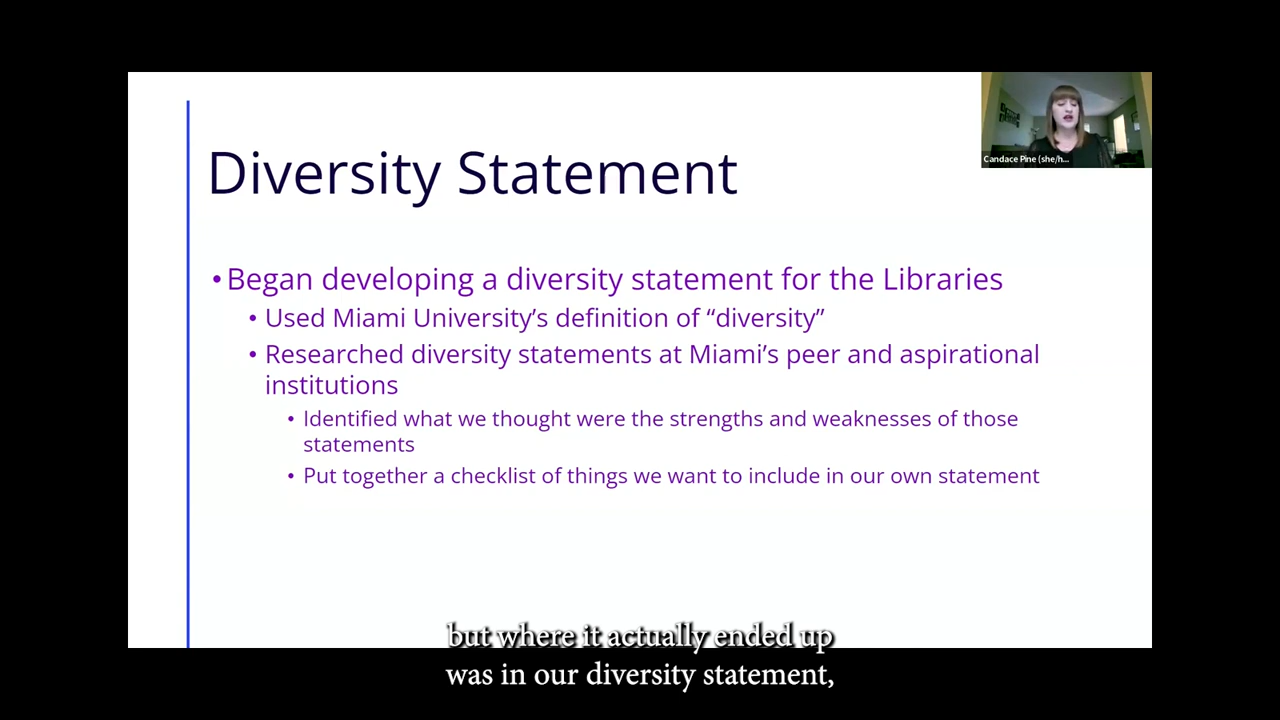 Candace Pine (she/h...
Diversity Statement
• Began developing a diversity statement for the Libraries
• Used Miami University’s definition of “diversity”
• Researched diversity statements at Miami’s peer and aspirational
institutions
• Identified what we thought were the strengths and weaknesses of those
statements
• Put together a checklist of things we want to include in our own statement
but where it actually ended up
was in our diversity statement,